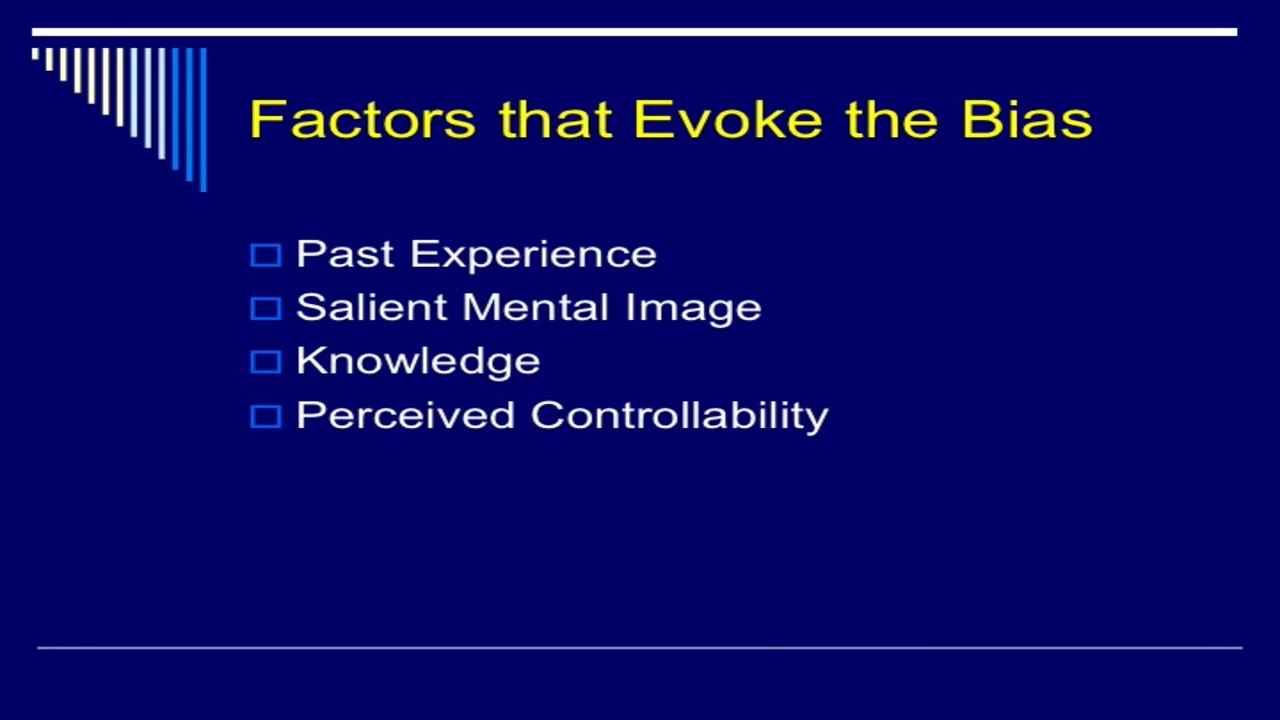 Factors that Evoke the Bias
Past Experience
Salient Mental Image
Knowledge
Perceived Controllability